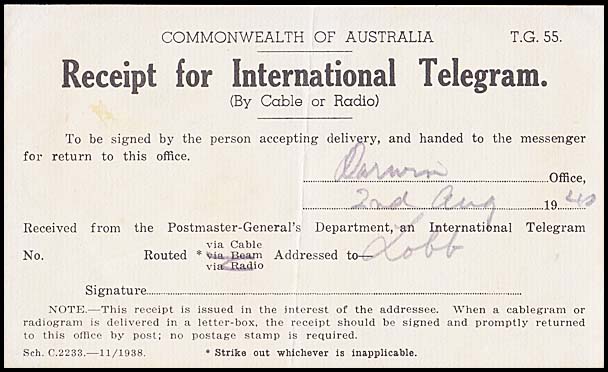 COMMONWEALTH OF AUSTRALIA T.G. 55.
Receipt for International Telegram.
(By Cable or Radio)
To be signed by the person accepting delivery, and handed to the messenger
for return to this office.
Darwin Office,
2nd Aug 1940
Received from the Postmaster-General's Department, an International Telegram
via Cable
No. Routed * via Beam Addressed to— Lobb
via Radio
Signature
NOTE.—This receipt is issued in the interest of the addressee. When a cablegram or
radiogram is delivered in a letter-box, the receipt should be signed and promptly returned
to this office by post; no postage stamp is required.
Sch. C.2233.—11/1938. * Strike out whichever is inapplicable.